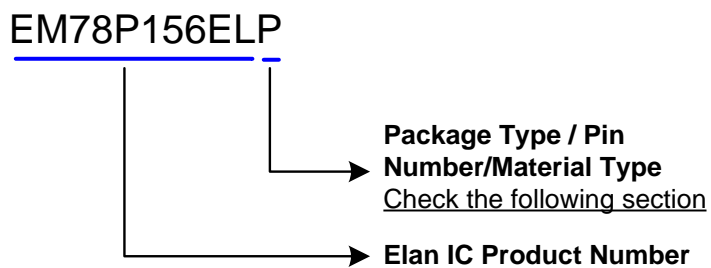 EM78P156ELP
Package Type / Pin
Number/Material Type
Check the following section
Elan IC Product Number